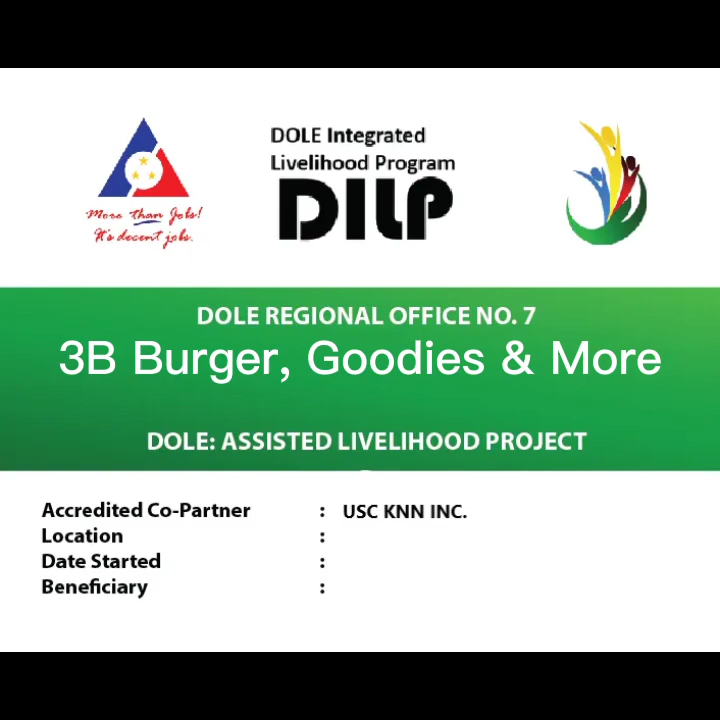 More than Jobs!
It's decent jobs.
DOLE Integrated
Livelihood Program
DILP
DOLE REGIONAL OFFICE NO. 7
3B Burger, Goodies & More
DOLE: ASSISTED LIVELIHOOD PROJECT
Accredited Co-Partner : USC KNN INC.
Location :
Date Started :
Beneficiary :